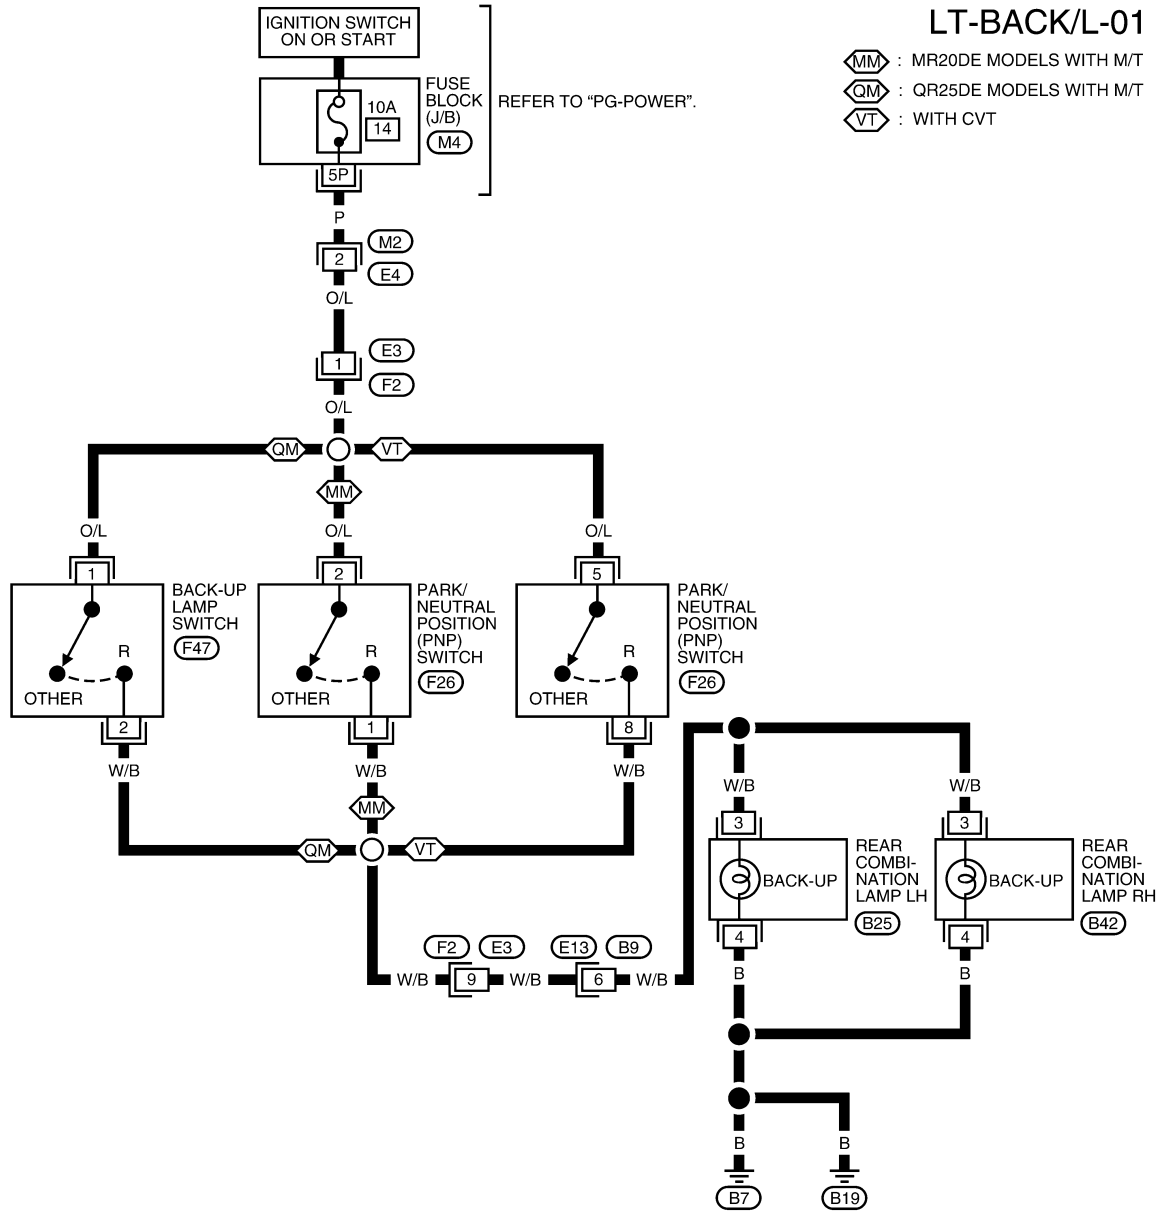 LT-BACK/L-01
MM : MR20DE MODELS WITH M/T
QM : QR25DE MODELS WITH M/T
VT : WITH CVT
IGNITION SWITCH
ON OR START
10A
14
FUSE
BLOCK
(J/B)
M4
REFER TO “PG-POWER”.
5P
P
2
M2
E4
O/L
1
E3
F2
O/L
QM
VT
MM
O/L
O/L
O/L
1
2
5
BACK-UP
LAMP
SWITCH
F47
R
OTHER
2
PARK/
NEUTRAL
POSITION
(PNP)
SWITCH
F26
R
OTHER
1
PARK/
NEUTRAL
POSITION
(PNP)
SWITCH
F26
R
OTHER
8
W/B
W/B
W/B
MM
QM
VT
F2
E3
E13
B9
W/B
9
W/B
6
W/B
W/B
W/B
3
3
BACK-UP
REAR
COMBI-
NATION
LAMP LH
B25
BACK-UP
REAR
COMBI-
NATION
LAMP RH
B42
4
4
B
B
B
B
B7
B19